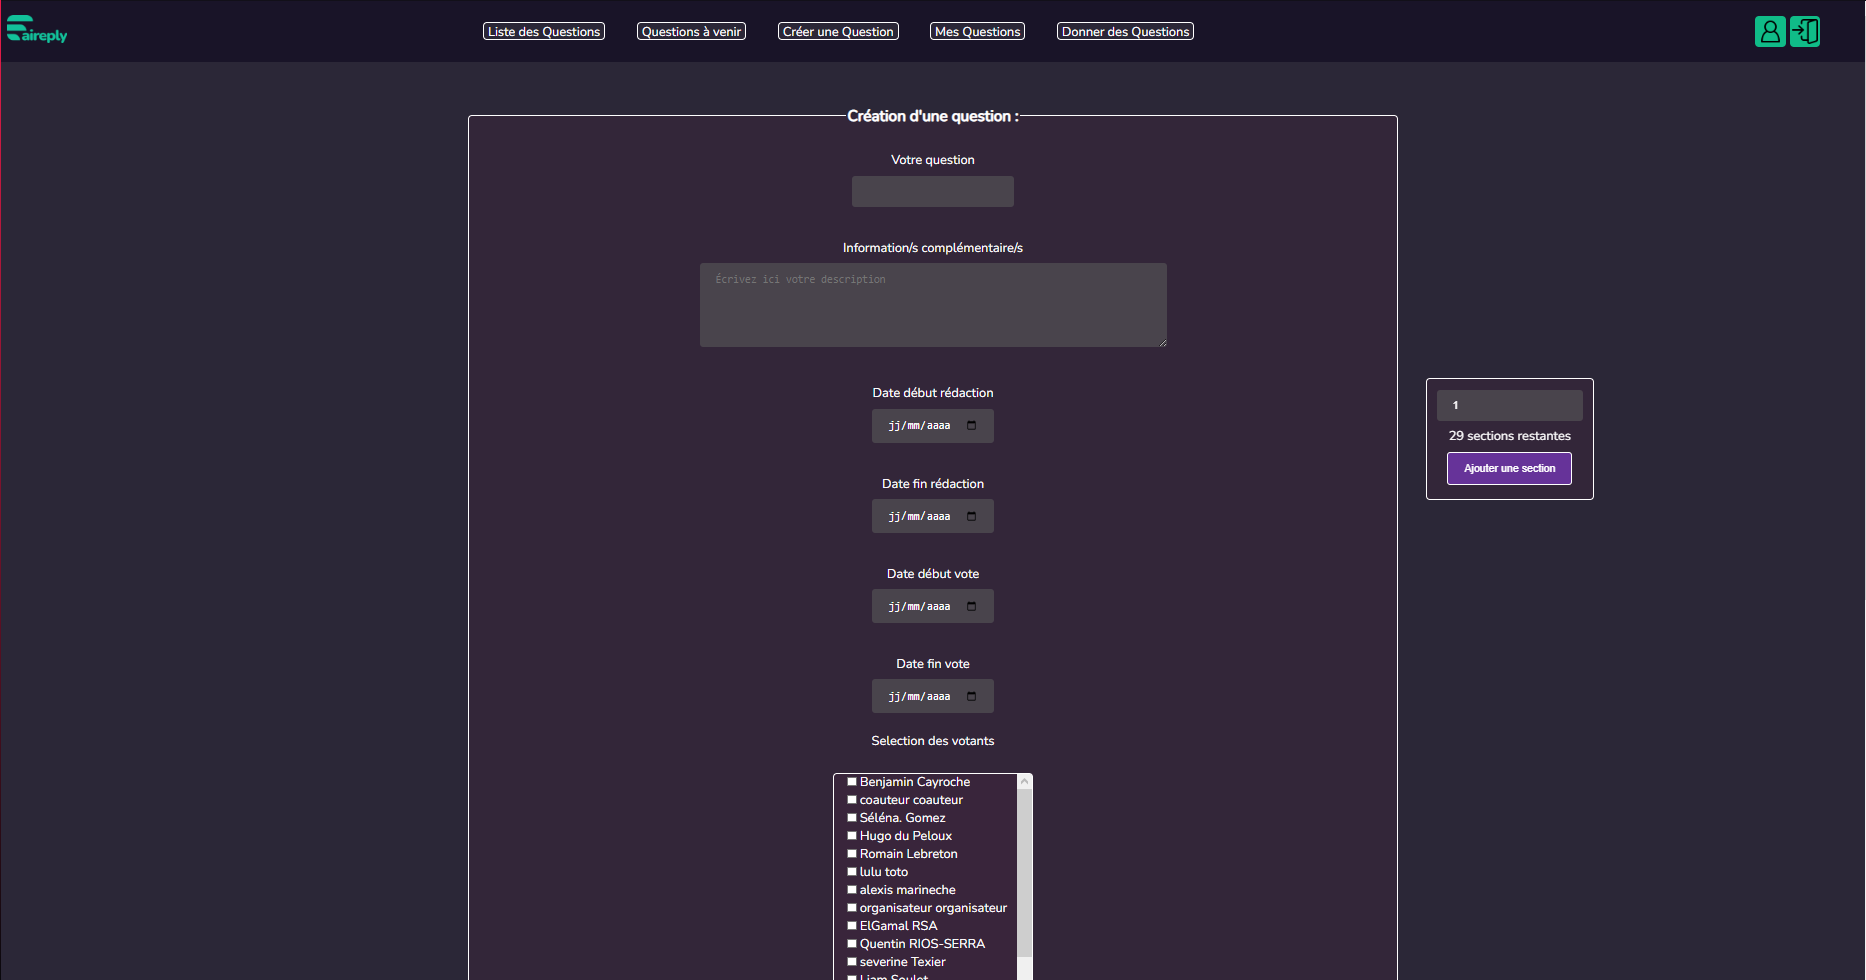 aireply
Liste des Questions
Questions à venir
Créer une Question
Mes Questions
Donner des Questions
Création d'une question :
Votre question
Information/s complémentaire/s
Écrivez ici votre description
Date début rédaction
jj/mm/aaaa
Date fin rédaction
jj/mm/aaaa
Date début vote
jj/mm/aaaa
Date fin vote
jj/mm/aaaa
Selection des votants
Benjamin Cayroche
coauteur coauteur
Séléna. Gomez
Hugo du Peloux
Romain Lebreton
lulu toto
alexis marineche
organisateur organisateur
ElGamal RSA
Quentin RIOS-SERRA
severine Texier
Liam Soulet
1
29 sections restantes
Ajouter une section